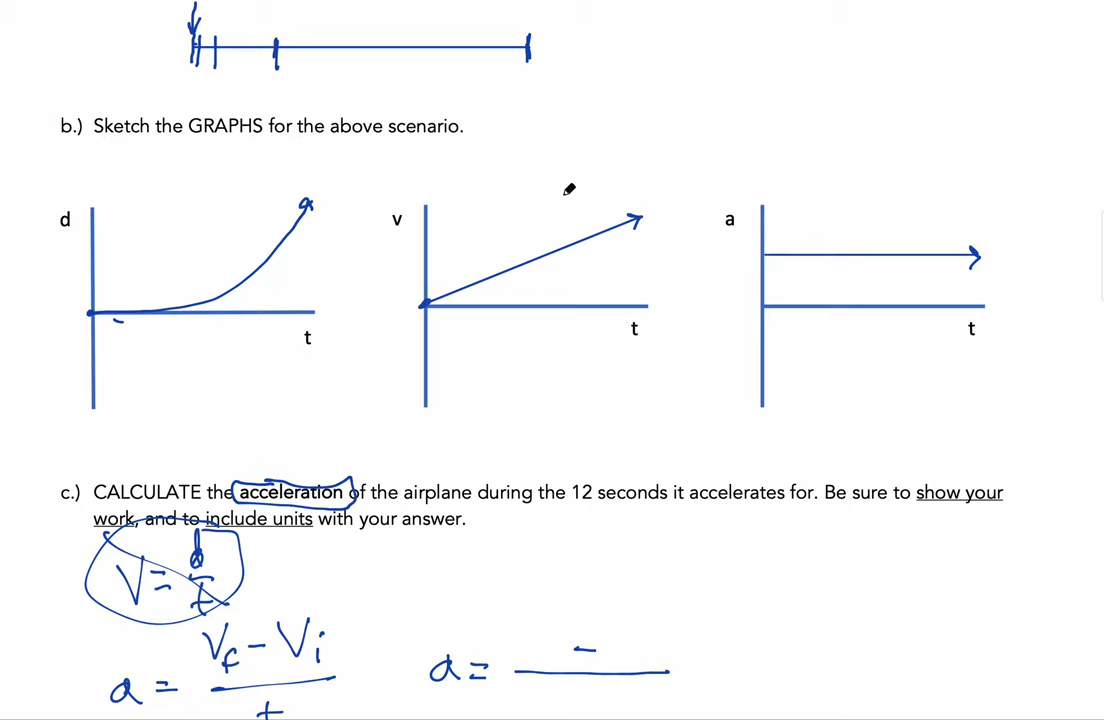 b.) Sketch the GRAPHS for the above scenario.
d
v
a
t
t
t
c.) CALCULATE the acceleration of the airplane during the 12 seconds it accelerates for. Be sure to show your
work, and to include units with your answer.
V = d/t
a = Vf - Vi / t
a = -